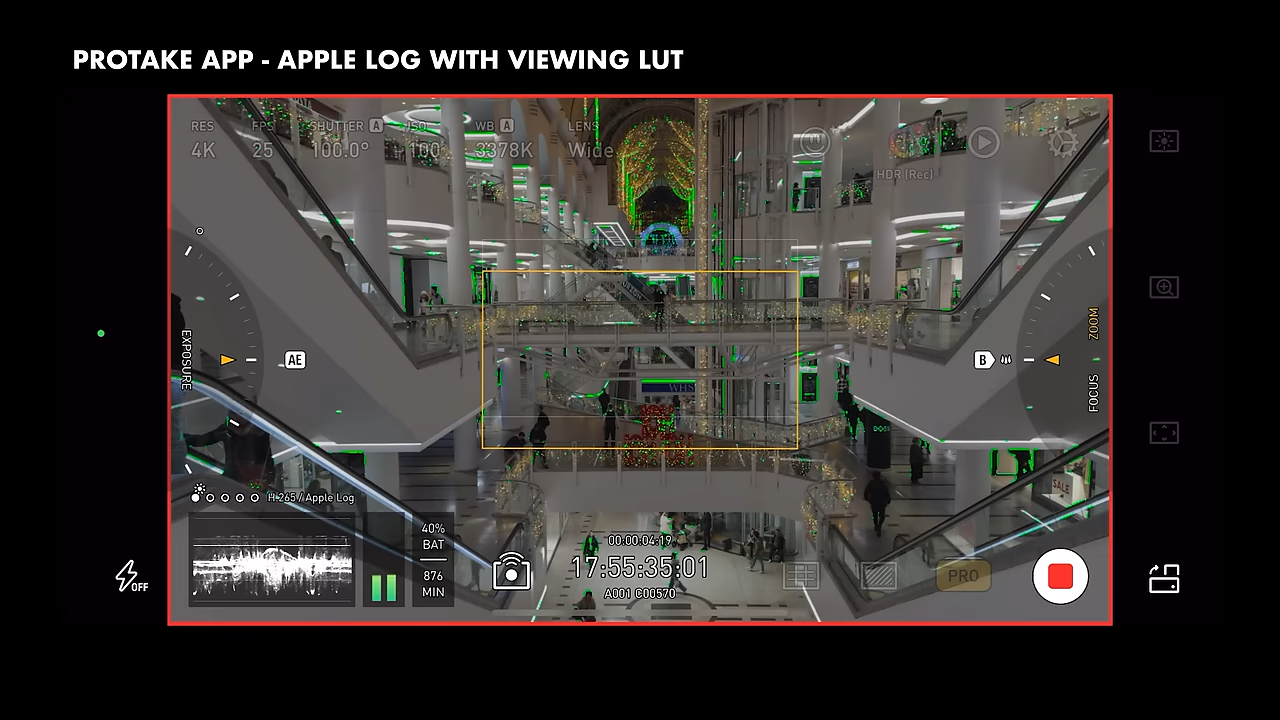 PROTAKE APP - APPLE LOG WITH VIEWING LUT
RES FPS SHUTTER A ISO WB A LENS
4K 25 100.0° 100 3378K Wide
HDR [Rec]
EXPOSURE
AE
B
ZOOM
FOCUS
WHS
SALE
H.265 / Apple Log
40%
BAT
876
MIN
00:00:04:19
17:55:35:01
A001 C00570
PRO
OFF